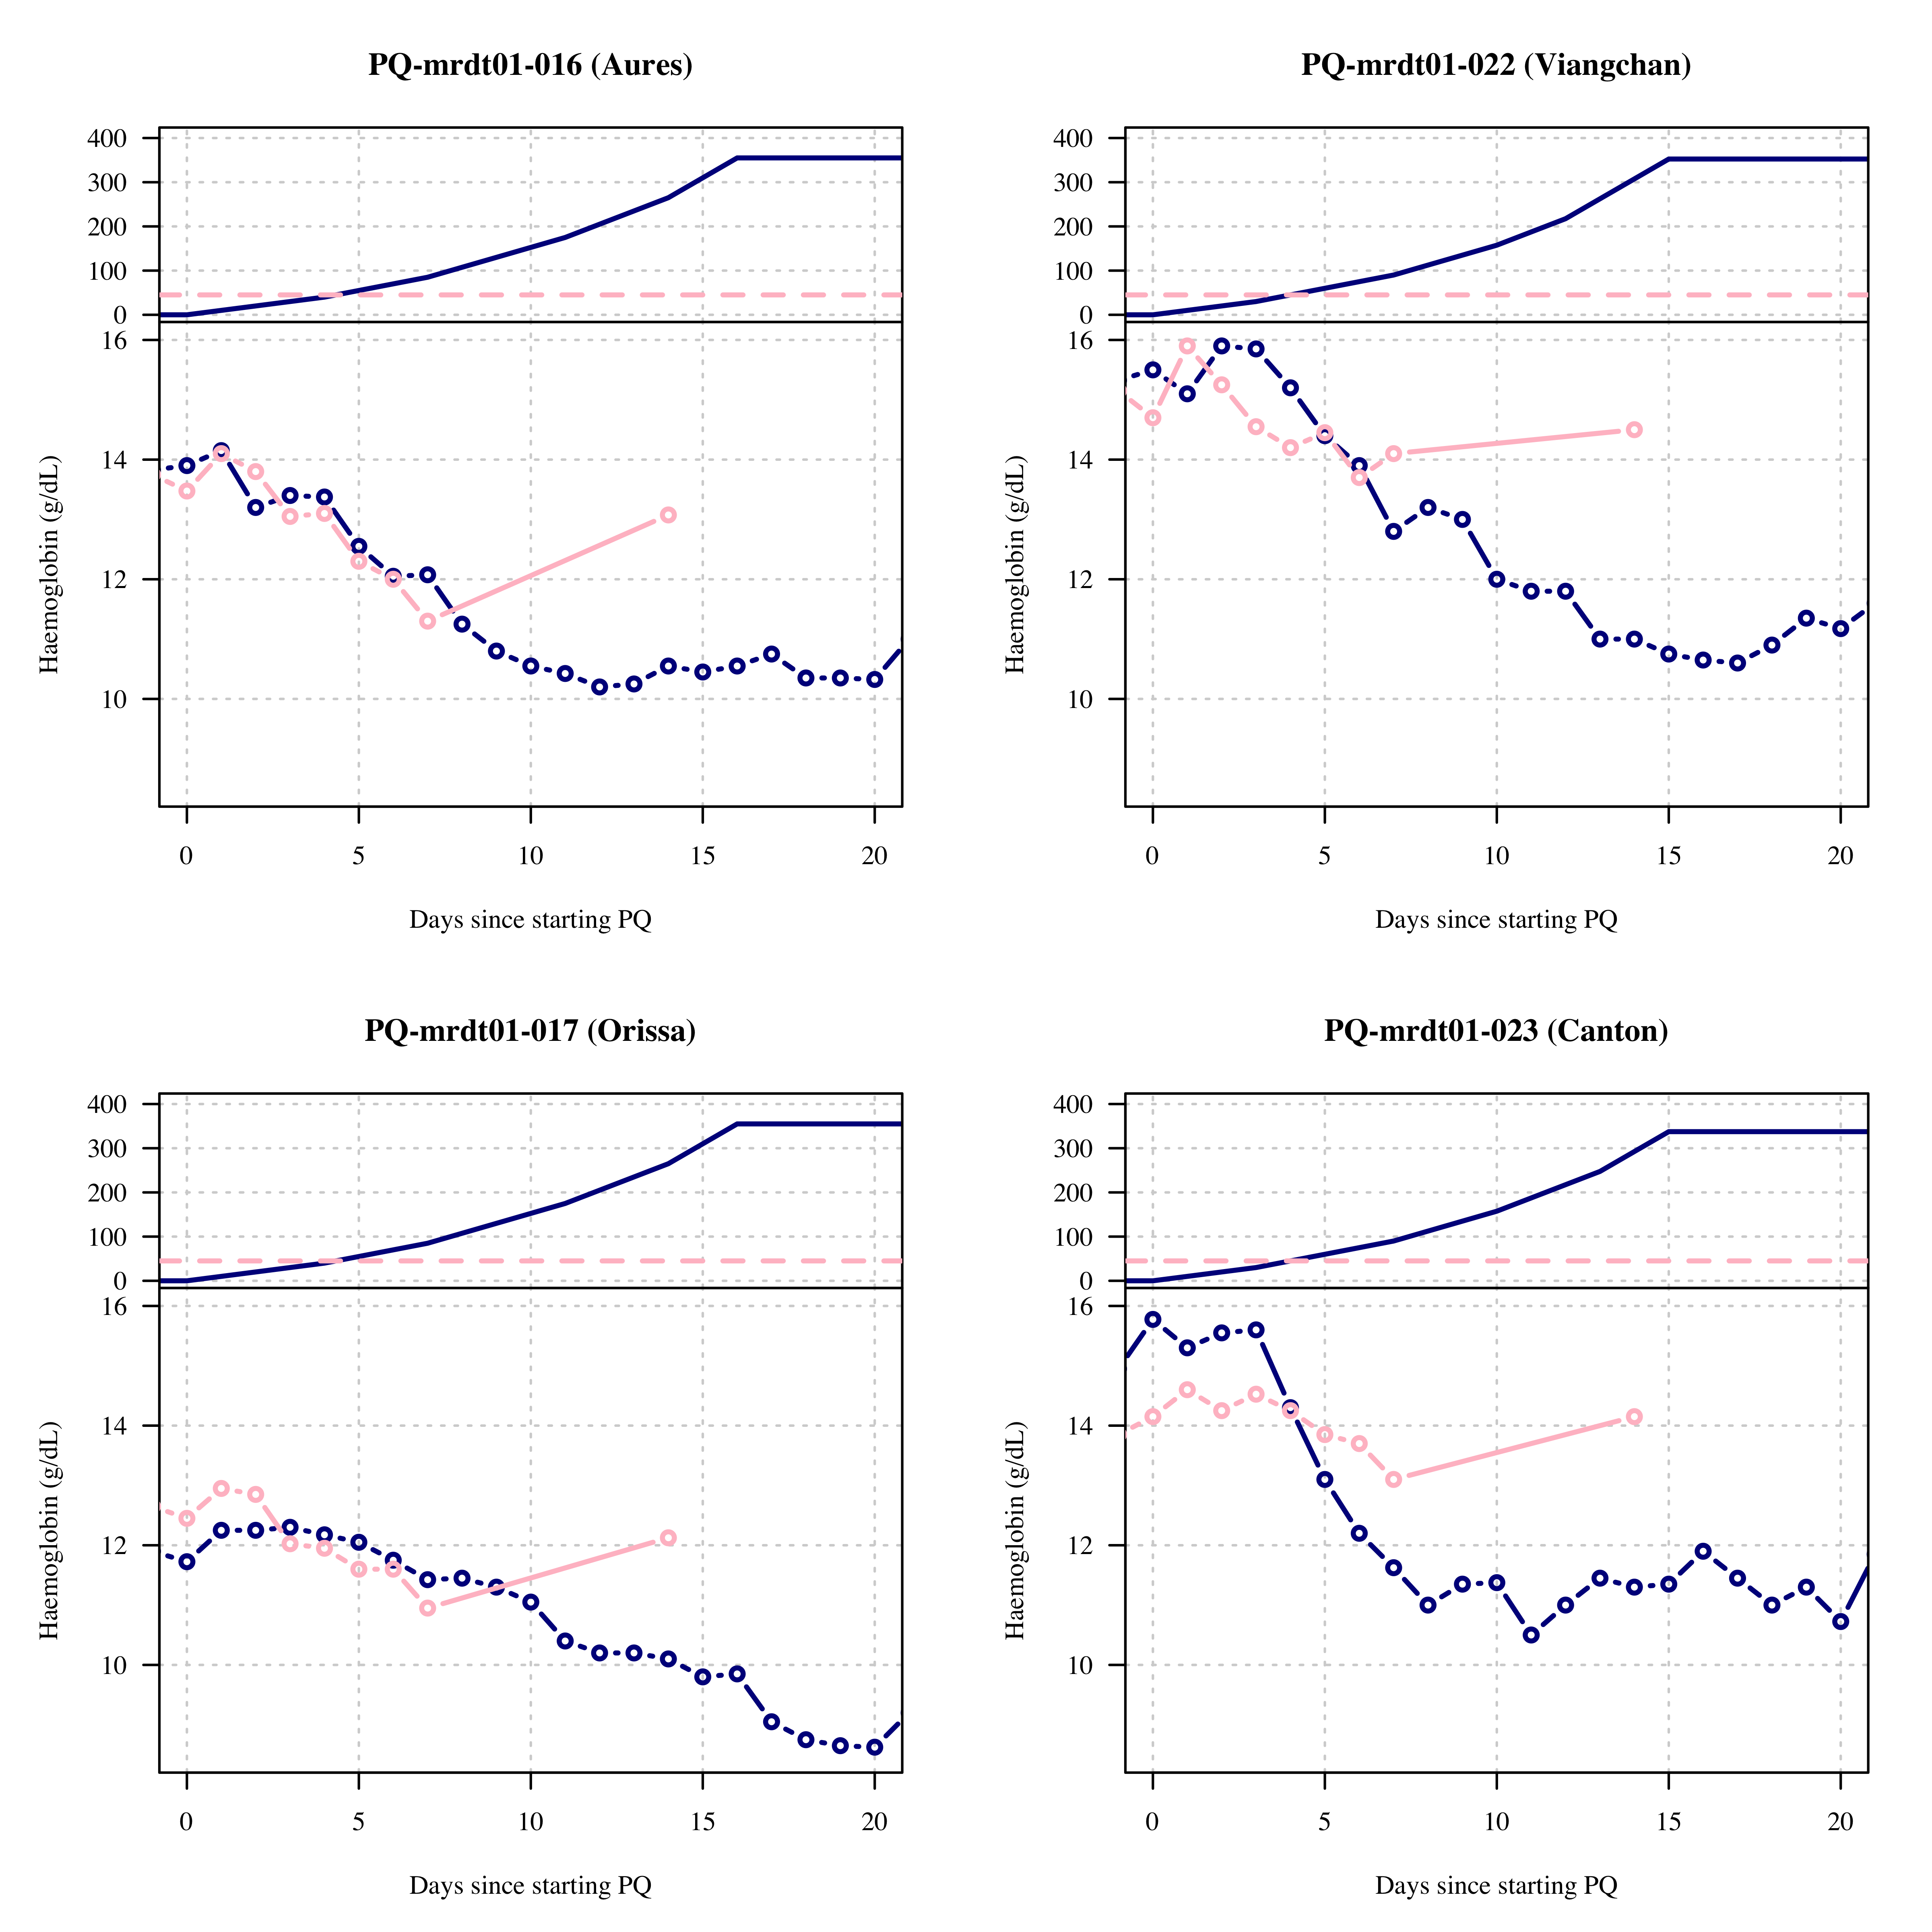 PQ-mrdt01-016 (Aures)
400
300
200
100
0
16
14
12
10
Haemoglobin (g/dL)
0 5 10 15 20
Days since starting PQ
PQ-mrdt01-022 (Viangchan)
400
300
200
100
0
16
14
12
10
Haemoglobin (g/dL)
0 5 10 15 20
Days since starting PQ
PQ-mrdt01-017 (Orissa)
400
300
200
100
0
16
14
12
10
Haemoglobin (g/dL)
0 5 10 15 20
Days since starting PQ
PQ-mrdt01-023 (Canton)
400
300
200
100
0
16
14
12
10
Haemoglobin (g/dL)
0 5 10 15 20
Days since starting PQ